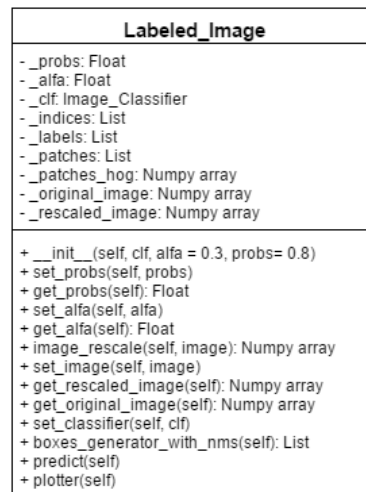 Labeled_Image
- _probs: Float
- _alfa: Float
- _clf: Image_Classifier
- _indices: List
- _labels: List
- _patches: List
- _patches_hog: Numpy array
- _original_image: Numpy array
- _rescaled_image: Numpy array
+ __init__(self, clf, alfa = 0.3, probs= 0.8)
+ set_probs(self, probs)
+ get_probs(self): Float
+ set_alfa(self, alfa)
+ get_alfa(self): Float
+ image_rescale(self, image): Numpy array
+ set_image(self, image)
+ get_rescaled_image(self): Numpy array
+ get_original_image(self): Numpy array
+ set_classifier(self, clf)
+ boxes_generator_with_nms(self): List
+ predict(self)
+ plotter(self)